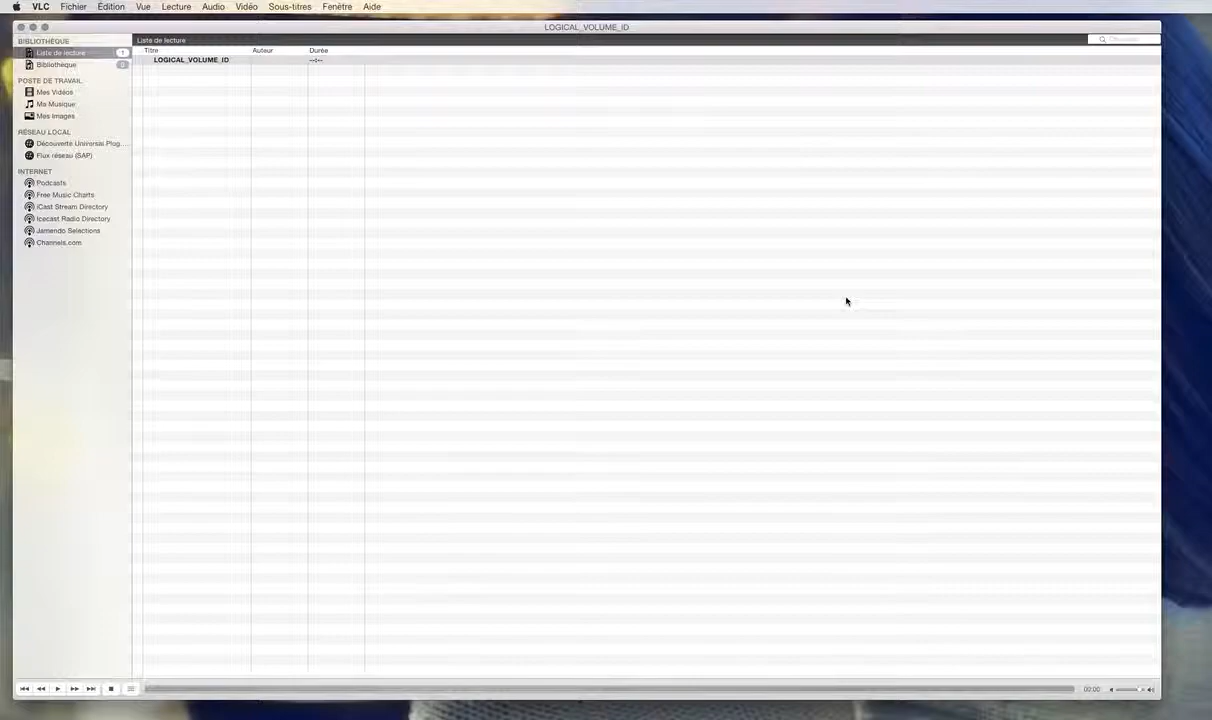 VLC Fichier Édition Vue Lecture Audio Vidéo Sous-titres Fenêtre Aide
LOGICAL_VOLUME_ID
BIBLIOTHÈQUE
Liste de lecture 1
Bibliothèque 0
POSTE DE TRAVAIL
Mes Vidéos
Ma Musique
Mes Images
RÉSEAU LOCAL
Découverte Universal Plug....
Flux réseau (SAP)
INTERNET
Podcasts
Free Music Charts
iCast Stream Directory
Icecast Radio Directory
Jamendo Selections
Channels.com
Liste de lecture
Titre Auteur Durée
LOGICAL_VOLUME_ID --:--
00:00